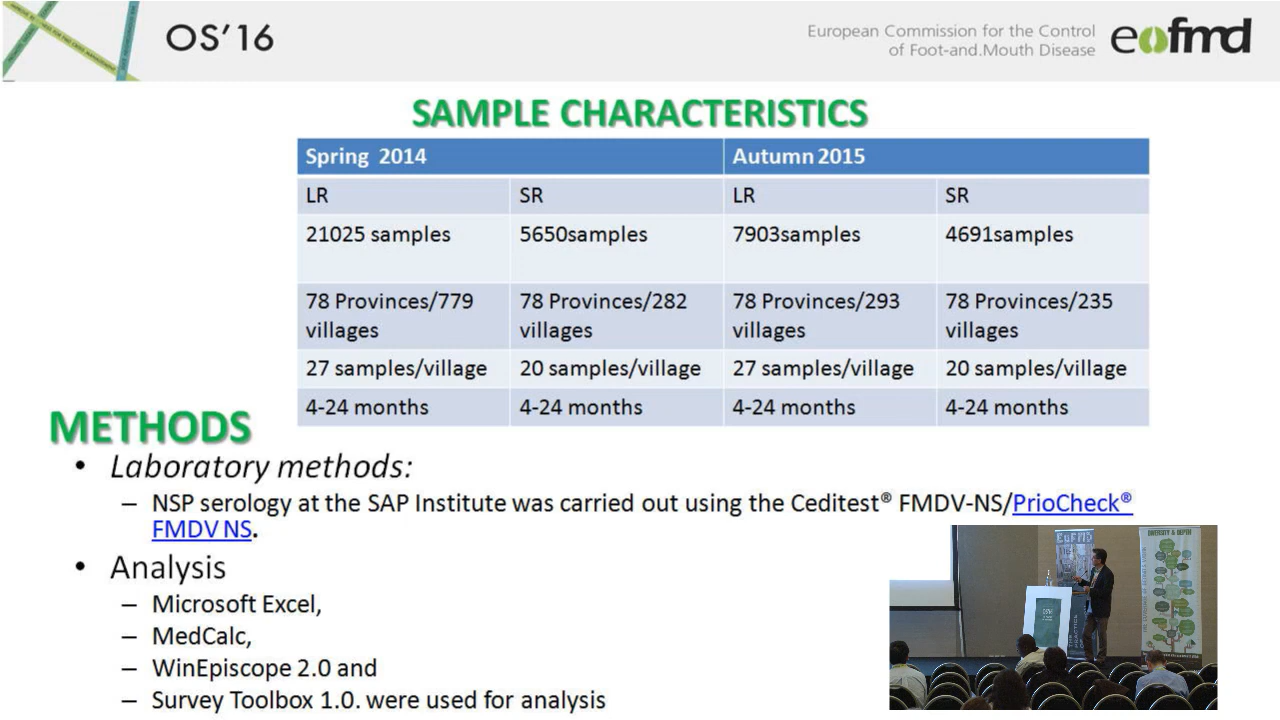 OS’16
European Commission for the Control
of Foot-and.Mouth Disease
eofmd
SAMPLE CHARACTERISTICS
Spring 2014 Autumn 2015
LR SR LR SR
21025 samples 5650samples 7903samples 4691samples
78 Provinces/779 villages 78 Provinces/282 villages 78 Provinces/293 villages 78 Provinces/235 villages
27 samples/village 20 samples/village 27 samples/village 20 samples/village
4-24 months 4-24 months 4-24 months 4-24 months
METHODS
• Laboratory methods:
– NSP serology at the SAP Institute was carried out using the Ceditest® FMDV-NS/PrioCheck®
FMDV NS.
• Analysis
– Microsoft Excel,
– MedCalc,
– WinEpiscope 2.0 and
– Survey Toolbox 1.0. were used for analysis
EuFMD